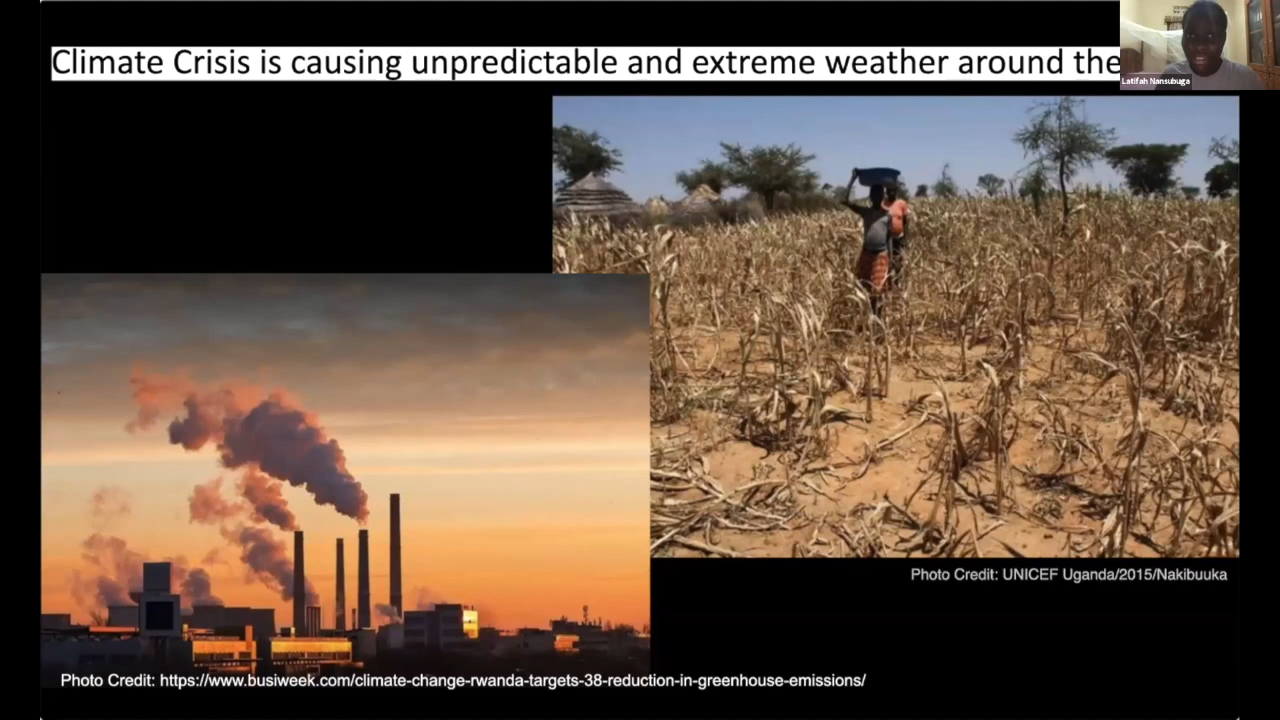 Climate Crisis is causing unpredictable and extreme weather around the
Latifah Nansubuga
Photo Credit: UNICEF Uganda/2015/Nakibuuka
Photo Credit: https://www.busiweek.com/climate-change-rwanda-targets-38-reduction-in-greenhouse-emissions/